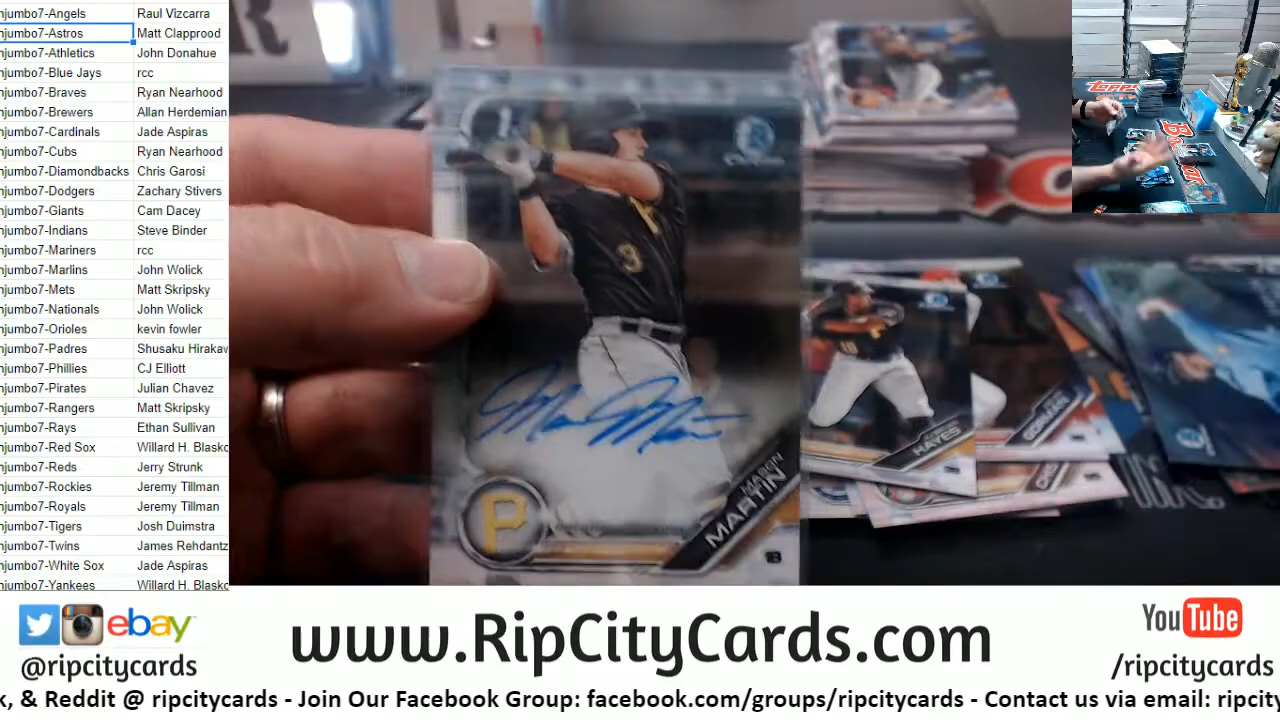 njumbo7-Angels Raul Vizcarra
njumbo7-Astros Matt Clapprood
njumbo7-Athletics John Donahue
njumbo7-Blue Jays rcc
njumbo7-Braves Ryan Nearhood
njumbo7-Brewers Allan Herdemian
njumbo7-Cardinals Jade Aspiras
njumbo7-Cubs Ryan Nearhood
njumbo7-Diamondbacks Chris Garosi
njumbo7-Dodgers Zachary Stivers
njumbo7-Giants Cam Dacey
njumbo7-Indians Steve Binder
njumbo7-Mariners rcc
njumbo7-Marlins John Wolick
njumbo7-Mets Matt Skripsky
njumbo7-Nationals John Wolick
njumbo7-Orioles kevin fowler
njumbo7-Padres Shusaku Hirakaw
njumbo7-Phillies CJ Elliott
njumbo7-Pirates Julian Chavez
njumbo7-Rangers Matt Skripsky
njumbo7-Rays Ethan Sullivan
njumbo7-Red Sox Willard H. Blasko
njumbo7-Reds Jerry Strunk
njumbo7-Rockies Jeremy Tillman
njumbo7-Royals Jeremy Tillman
njumbo7-Tigers Josh Duimstra
njumbo7-Twins James Rehdantz
njumbo7-White Sox Jade Aspiras
njumbo7-Yankees Willard H. Blasko
1st
3
P
MASON
MARTIN
10
HAYES
GORMAN
TOPPS
ebay
@ripcitycards
www.RipCityCards.com
YouTube
/ripcitycards
k, & Reddit @ ripcitycards - Join Our Facebook Group: facebook.com/groups/ripcitycards - Contact us via email: ripcity